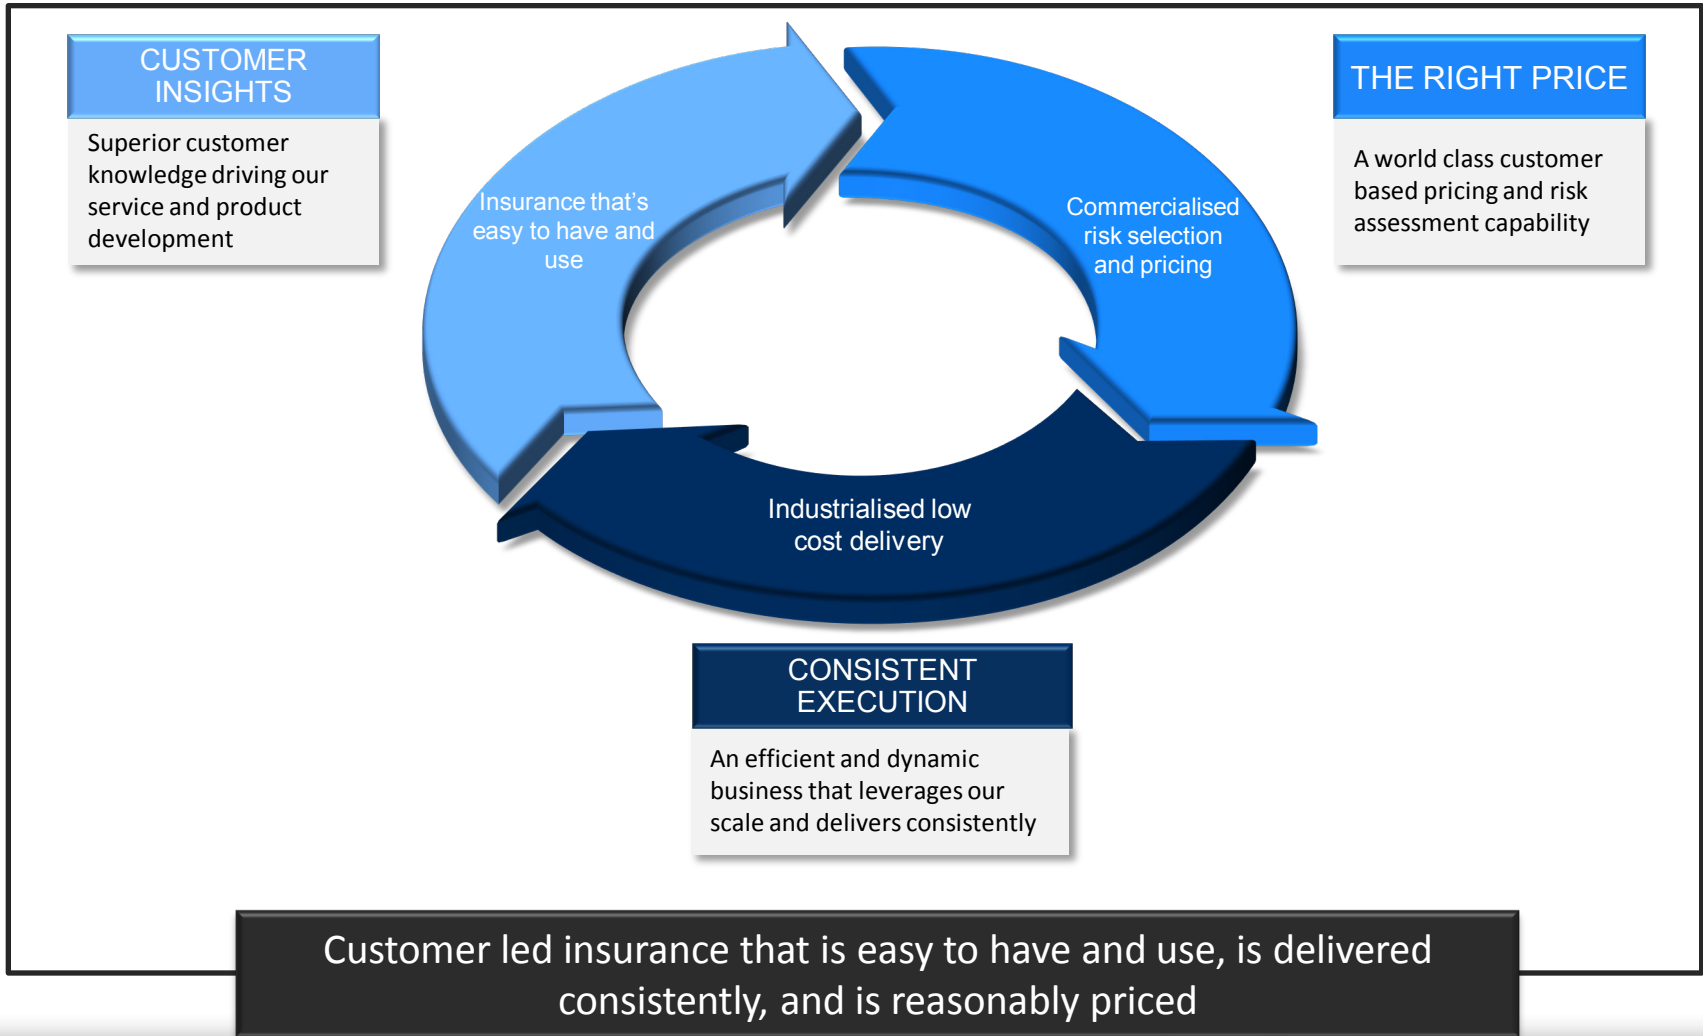 CUSTOMER
INSIGHTS
Superior customer
knowledge driving our
service and product
development
Insurance that's
easy to have and
use
Commercialised
risk selection
and pricing
THE RIGHT PRICE
A world class customer
based pricing and risk
assessment capability
Industrialised low
cost delivery
CONSISTENT
EXECUTION
An efficient and dynamic
business that leverages our
scale and delivers consistently
Customer led insurance that is easy to have and use, is delivered
consistently, and is reasonably priced